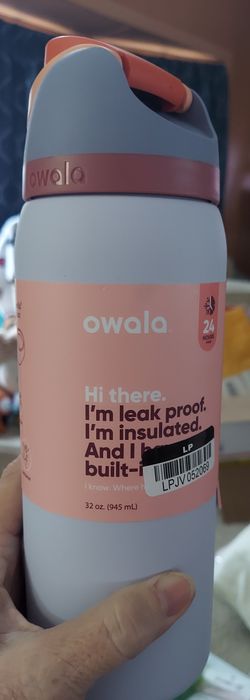 owala
24
owala
Hi there.
I'm leak proof.
I'm insulated.
And I
built-i
LP
LPJV052069
I know. Where
32 oz. (945 mL)